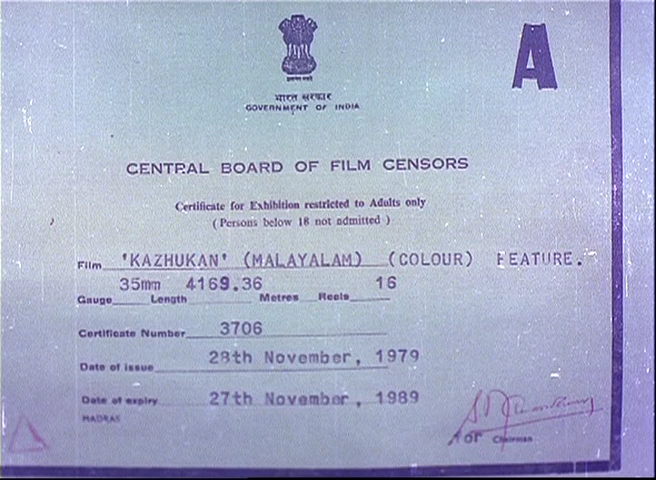 A
भारत सरकार
GOVERNMENT OF INDIA
CENTRAL BOARD OF FILM CENSORS
Certificate for Exhibition restricted to Adults only
( Persons below 18 not admitted )
Film 'KAZHUKAN' (MALAYALAM) (COLOUR) FEATURE.
35mm 4169.36 16
Gauge Length Metres Reels
Certificate Number 3706
Date of issue 28th November, 1979
Date of expiry 27th November, 1989
MADRAS
for Chairman